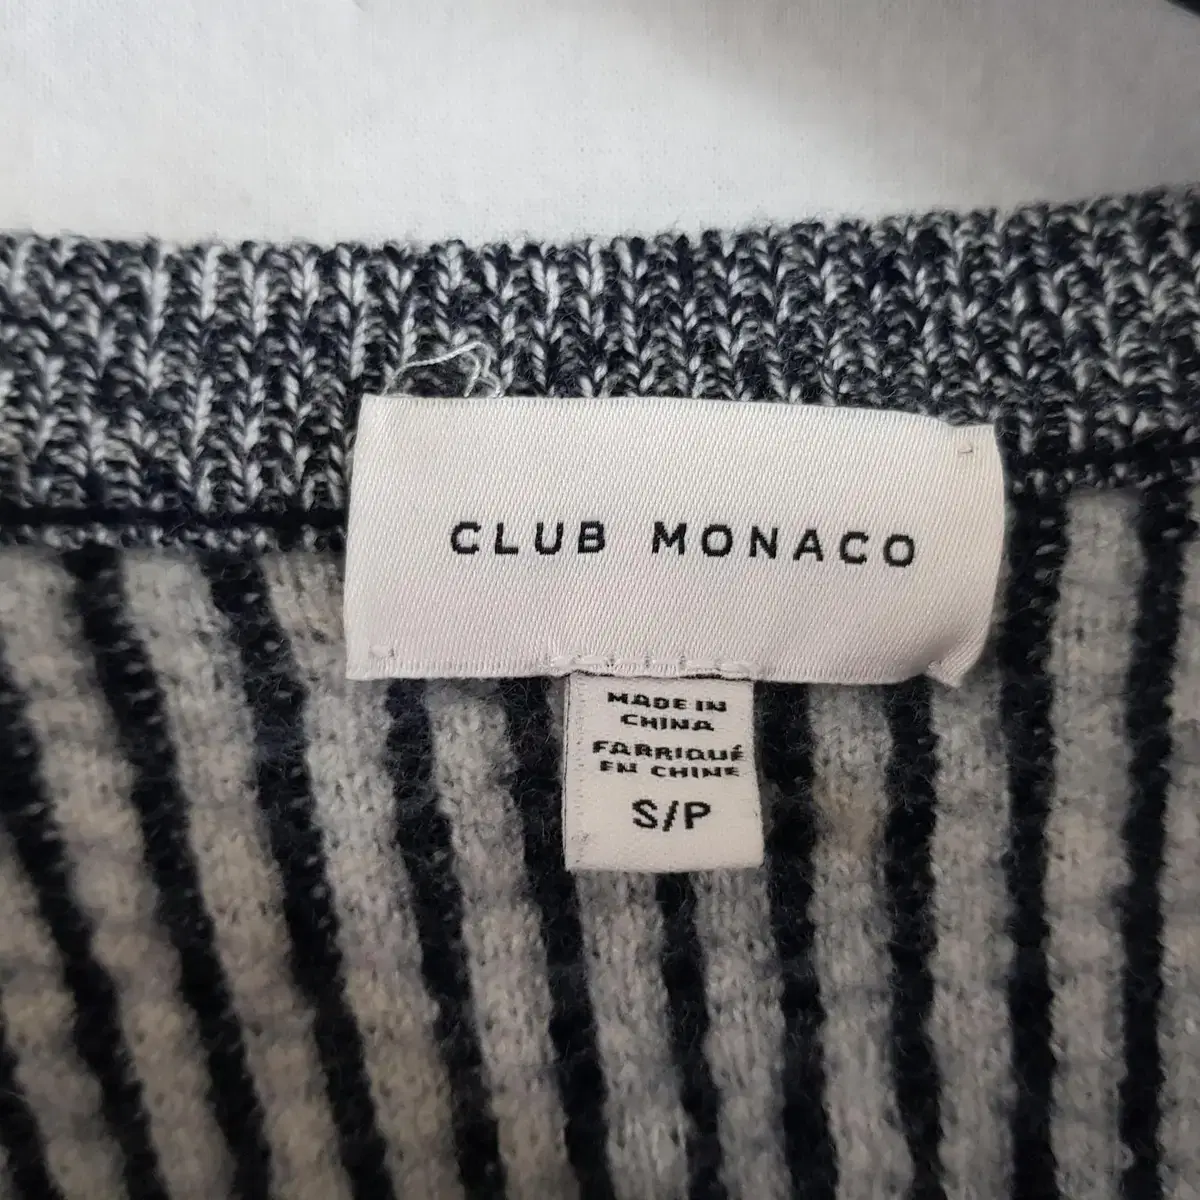 CLUB MONACO
MADE IN
CHINA
FABRIQUÉ
EN CHINE
S/P